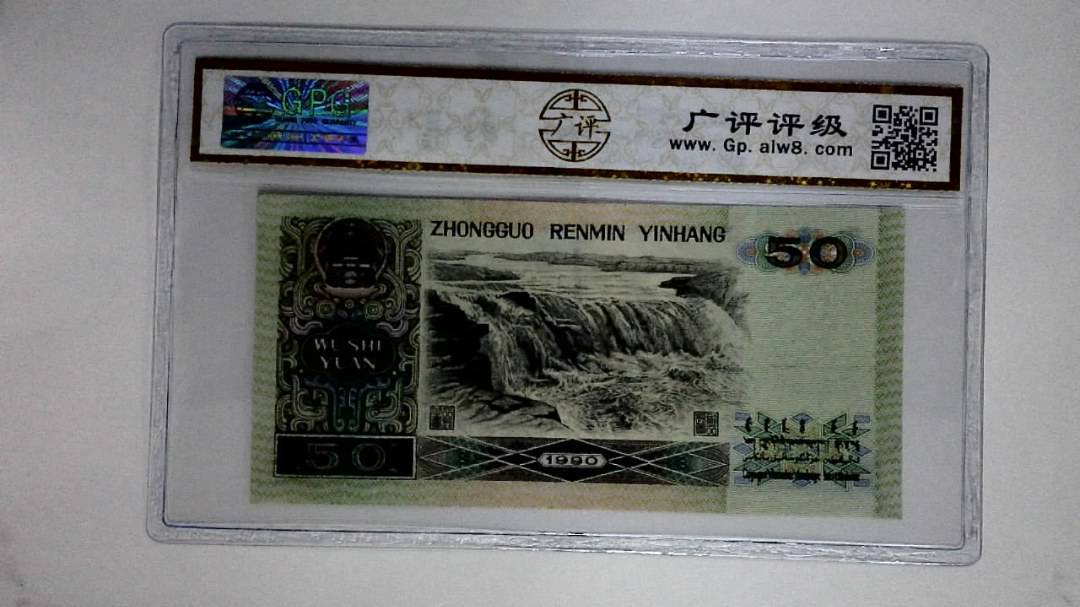 GPG
广评
广评评级
www. Gp. alw8. com
ZHONGGUO RENMIN YINHANG
50
WU SHI
YUAN
50
1990